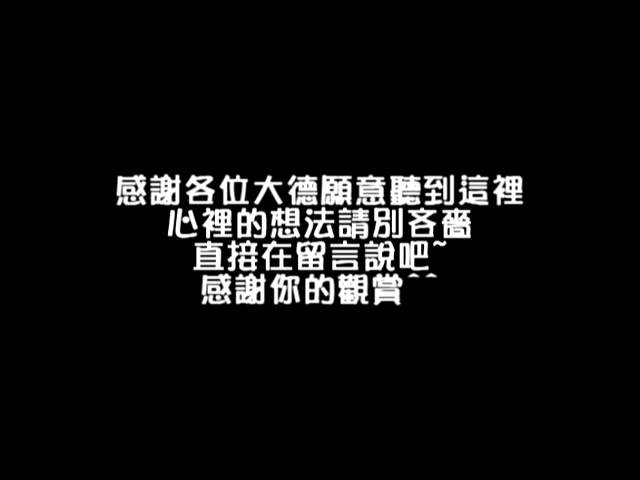 感謝各位大德願意聽到這裡
心裡的想法請別吝嗇
直接在留言說吧~
感謝你的觀賞^^